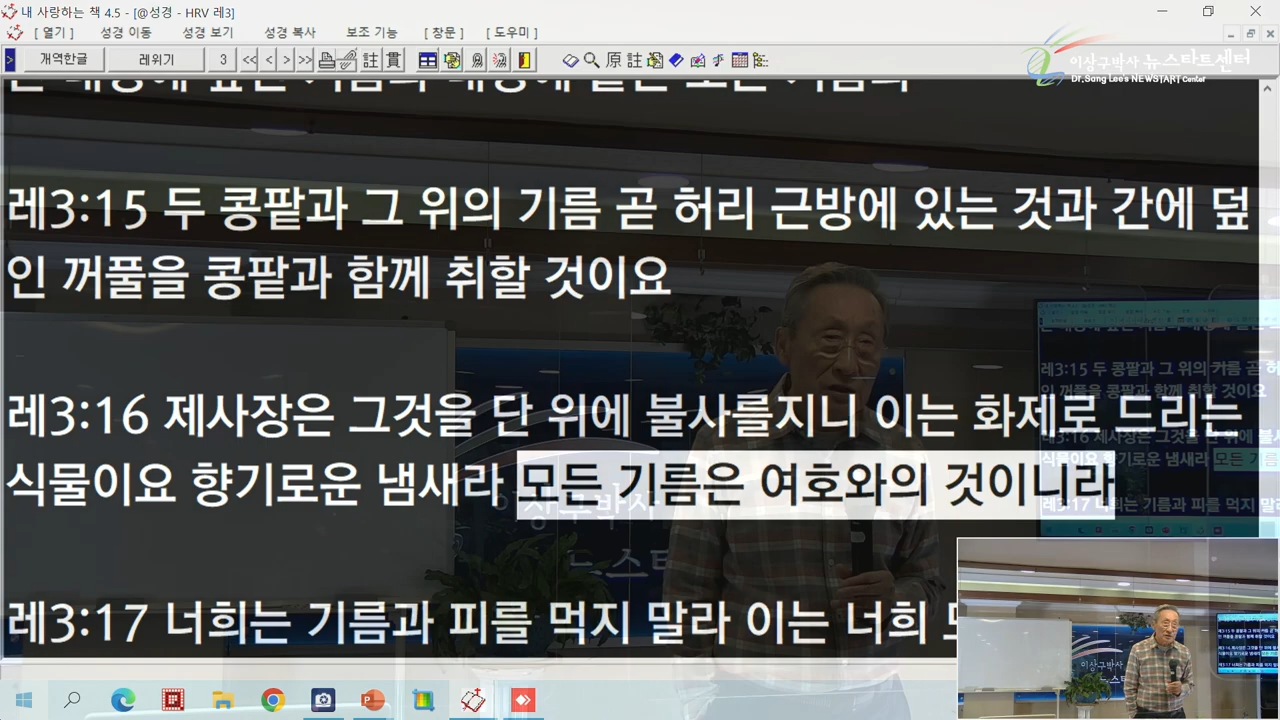 내 사랑하는 책 4.5 - [@성경 - HRV 레3]
[ 열기 ] 성경 이동 성경 보기 성경 복사 보조 기능 [ 창문 ] [ 도우미 ]
개역한글 레위기 3 << < > >> 註 貫 原 註
이상구박사 뉴스타트센터
Dr.Sang Lee's NEWSTART Center
레3:15 두 콩팥과 그 위의 기름 곧 허리 근방에 있는 것과 간에 덮
인 꺼풀을 콩팥과 함께 취할 것이요
레3:16 제사장은 그것을 단 위에 불사를지니 이는 화제로 드리는
식물이요 향기로운 냄새라 모든 기름은 여호와의 것이니라
레3:17 너희는 기름과 피를 먹지 말라 이는 너희